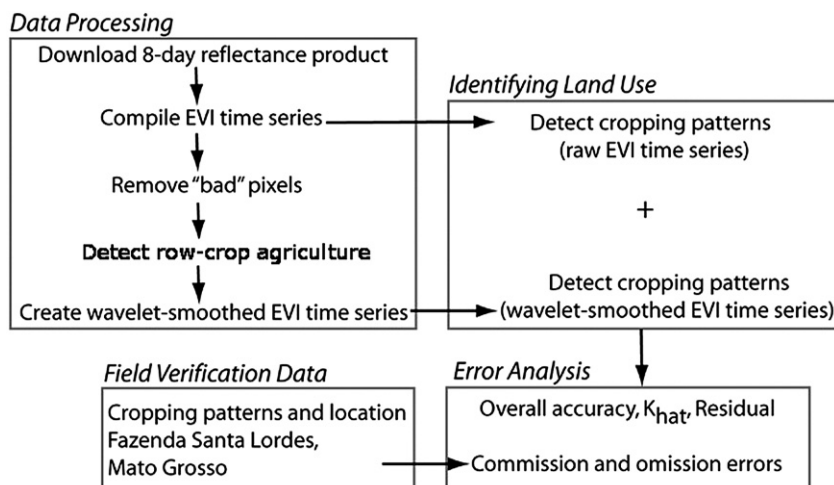 Data Processing
Download 8-day reflectance product
Compile EVI time series
Remove "bad" pixels
Detect row-crop agriculture
Create wavelet-smoothed EVI time series
Identifying Land Use
Detect cropping patterns
(raw EVI time series)
+
Detect cropping patterns
(wavelet-smoothed EVI time series)
Field Verification Data
Cropping patterns and location
Fazenda Santa Lordes,
Mato Grosso
Error Analysis
Overall accuracy, Khat, Residual
Commission and omission errors